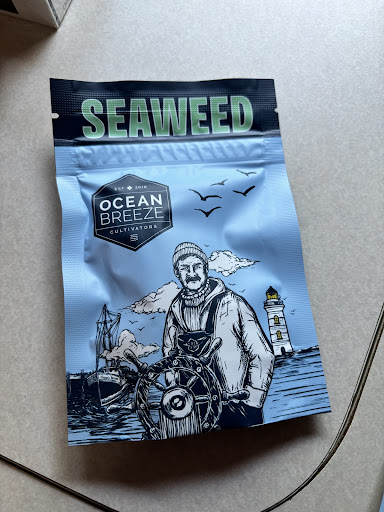 SEAWEED
EST. 2016
OCEAN
BREEZE
CULTIVATORS